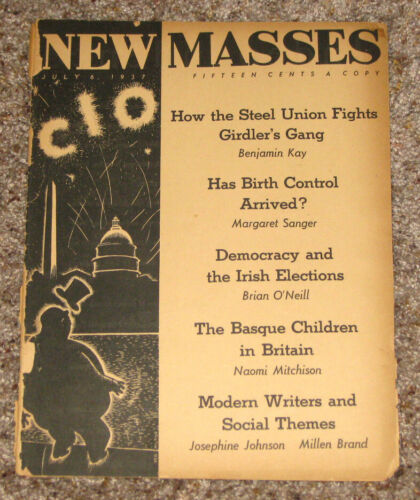 NEW MASSES
JULY 6, 1937 FIFTEEN CENTS A COPY
CIO
How the Steel Union Fights
Girdler's Gang
Benjamin Kay
Has Birth Control
Arrived?
Margaret Sanger
Democracy and
the Irish Elections
Brian O'Neill
The Basque Children
in Britain
Naomi Mitchison
Modern Writers and
Social Themes
Josephine Johnson Millen Brand